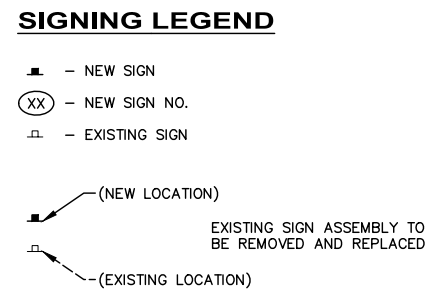 SIGNING LEGEND
– NEW SIGN
XX – NEW SIGN NO.
– EXISTING SIGN
(NEW LOCATION)
EXISTING SIGN ASSEMBLY TO
BE REMOVED AND REPLACED
(EXISTING LOCATION)